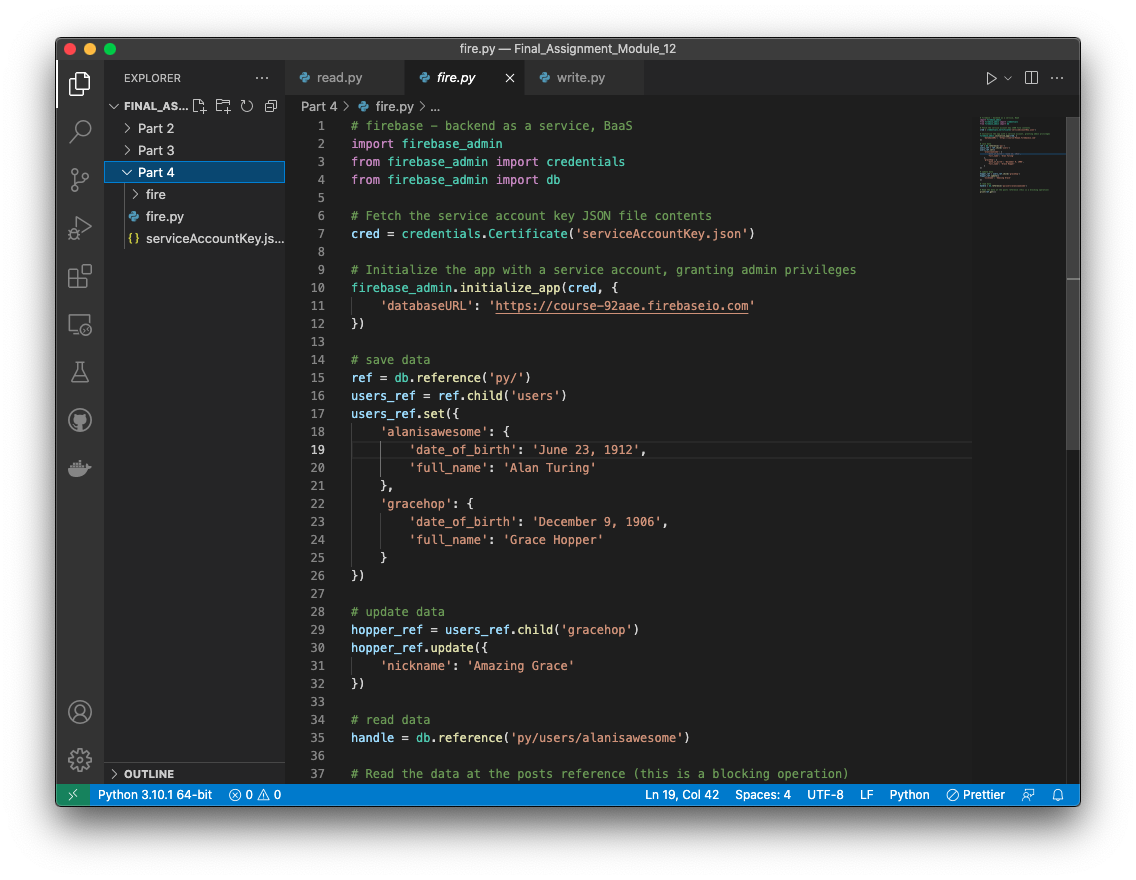 fire.py — Final_Assignment_Module_12
EXPLORER
FINAL_AS...
Part 2
Part 3
Part 4
fire
fire.py
{} serviceAccountKey.js...
OUTLINE
read.py
fire.py
write.py
Part 4 > fire.py > ...
1 # firebase - backend as a service, BaaS
2 import firebase_admin
3 from firebase_admin import credentials
4 from firebase_admin import db
5
6 # Fetch the service account key JSON file contents
7 cred = credentials.Certificate('serviceAccountKey.json')
8
9 # Initialize the app with a service account, granting admin privileges
10 firebase_admin.initialize_app(cred, {
11     'databaseURL': 'https://course-92aae.firebaseio.com'
12 })
13
14 # save data
15 ref = db.reference('py/')
16 users_ref = ref.child('users')
17 users_ref.set({
18     'alanisawesome': {
19         'date_of_birth': 'June 23, 1912',
20         'full_name': 'Alan Turing'
21     },
22     'gracehop': {
23         'date_of_birth': 'December 9, 1906',
24         'full_name': 'Grace Hopper'
25     }
26 })
27
28 # update data
29 hopper_ref = users_ref.child('gracehop')
30 hopper_ref.update({
31     'nickname': 'Amazing Grace'
32 })
33
34 # read data
35 handle = db.reference('py/users/alanisawesome')
36
37 # Read the data at the posts reference (this is a blocking operation)
Python 3.10.1 64-bit 0 0 Ln 19, Col 42 Spaces: 4 UTF-8 LF Python Prettier